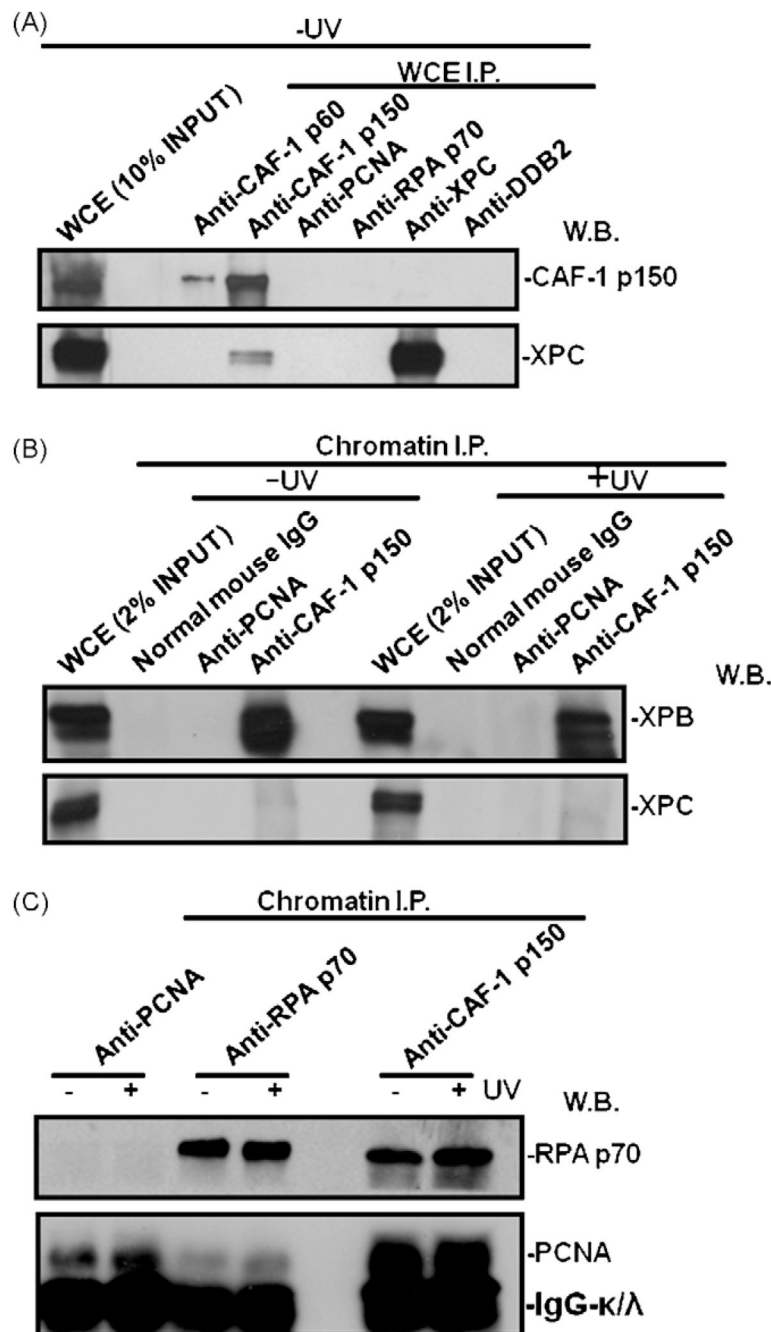 (A)
-UV
WCE I.P.
WCE (10% INPUT)
Anti-CAF-1 p60
Anti-CAF-1 p150
Anti-PCNA
Anti-RPA p70
Anti-XPC
Anti-DDB2
W.B.
-CAF-1 p150
-XPC
(B)
Chromatin I.P.
-UV
+UV
WCE (2% INPUT)
Normal mouse IgG
Anti-PCNA
Anti-CAF-1 p150
WCE (2% INPUT)
Normal mouse IgG
Anti-PCNA
Anti-CAF-1 p150
W.B.
-XPB
-XPC
(C)
Chromatin I.P.
Anti-PCNA
Anti-RPA p70
Anti-CAF-1 p150
- + - + - + UV
W.B.
-RPA p70
-PCNA
-IgG-κ/λ